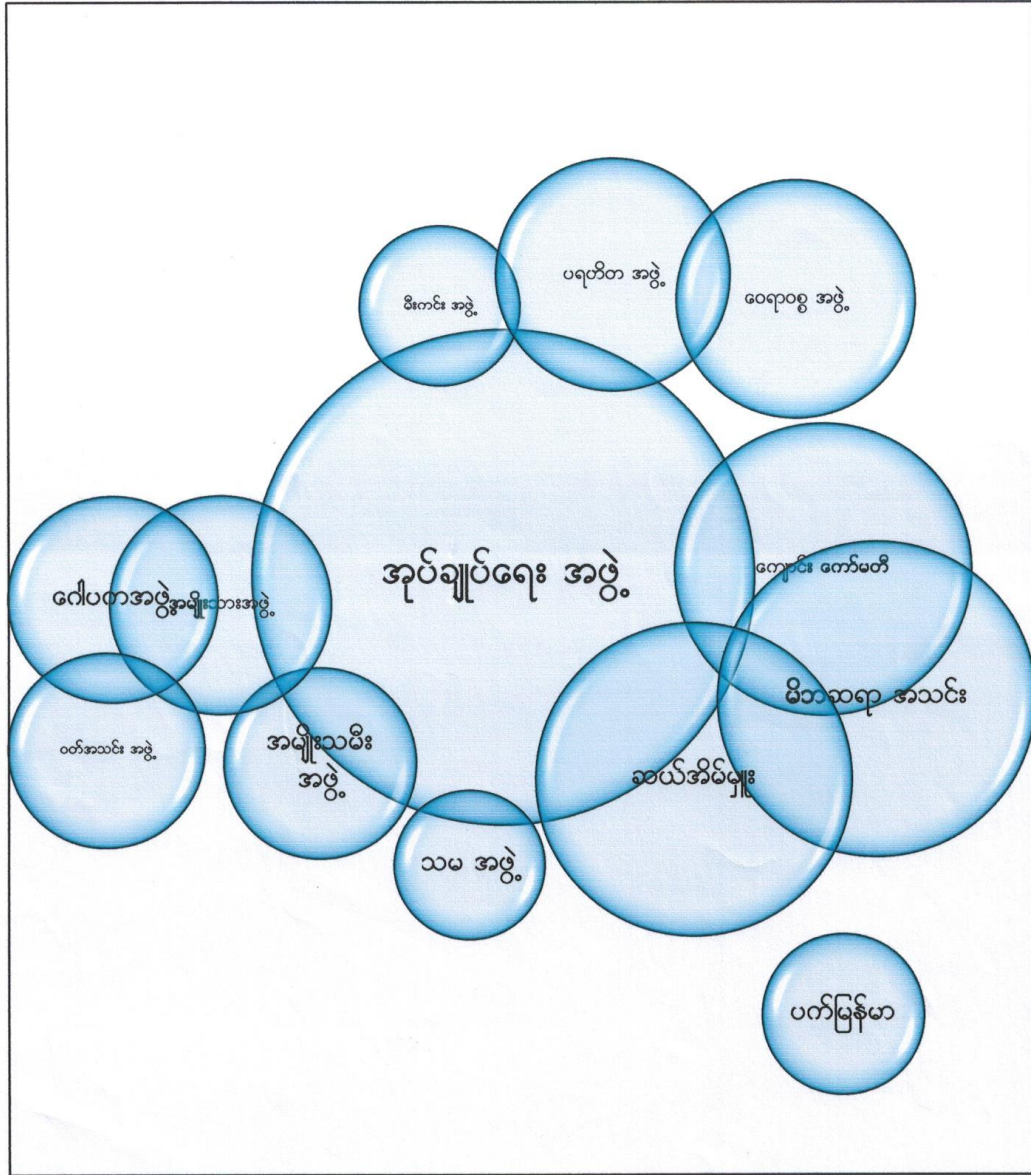 ပရဟိတ အဖွဲ့
ဝေရာဝစ္စ အဖွဲ့
မီးကင်း အဖွဲ့
အုပ်ချုပ်ရေး အဖွဲ့
ကျောင်း ကော်မတီ
ဂေါပကအဖွဲ့
အမျိုးသားအဖွဲ့
မိဘဆရာ အသင်း
ဝတ်အသင်း အဖွဲ့
အမျိုးသမီး
အဖွဲ့
ဆယ်အိမ်မှူး
သမ အဖွဲ့
ပက်မြန်မာ